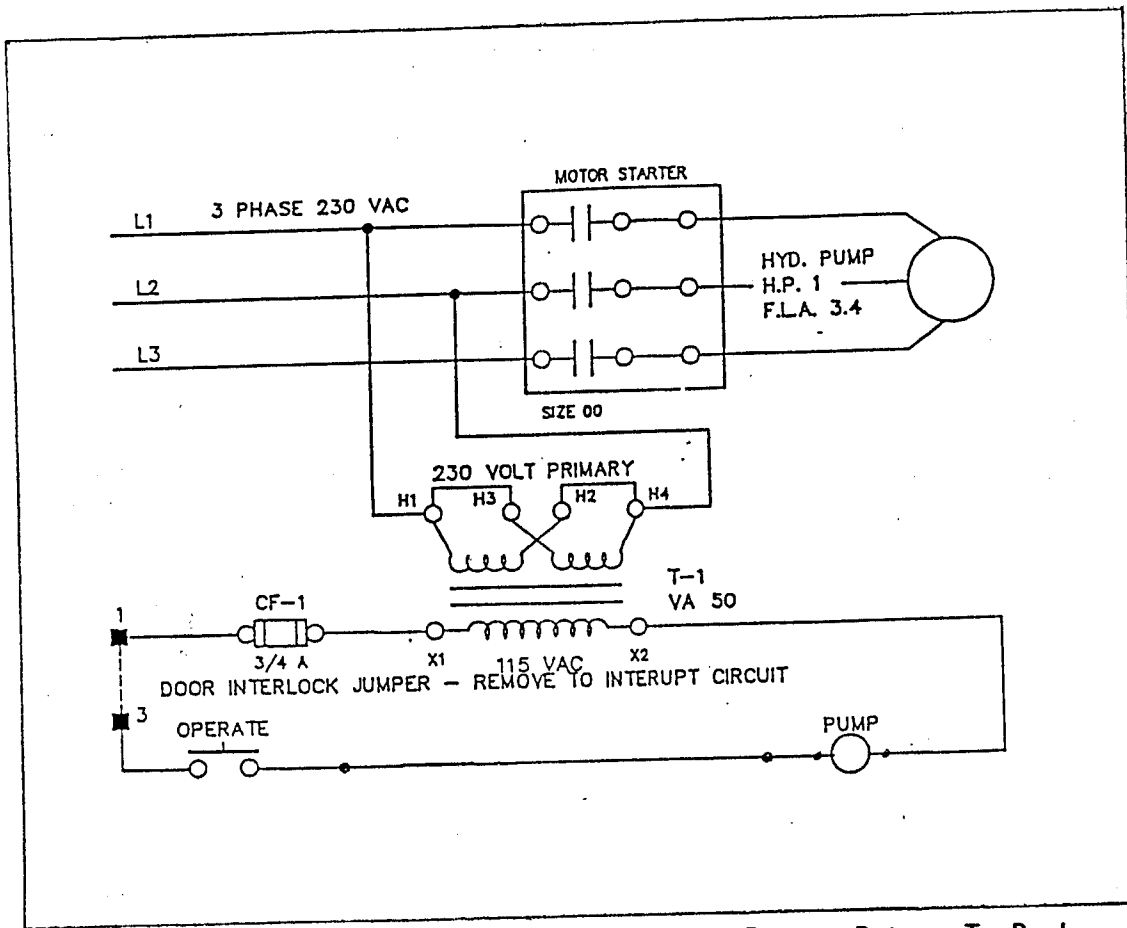 MOTOR STARTER
L1 3 PHASE 230 VAC
L2
L3
HYD. PUMP
H.P. 1
F.L.A. 3.4
SIZE 00
230 VOLT PRIMARY
H1 H3 H2 H4
T-1
VA 50
1
CF-1
3/4 A
X1 115 VAC X2
DOOR INTERLOCK JUMPER - REMOVE TO INTERUPT CIRCUIT
3
OPERATE
PUMP